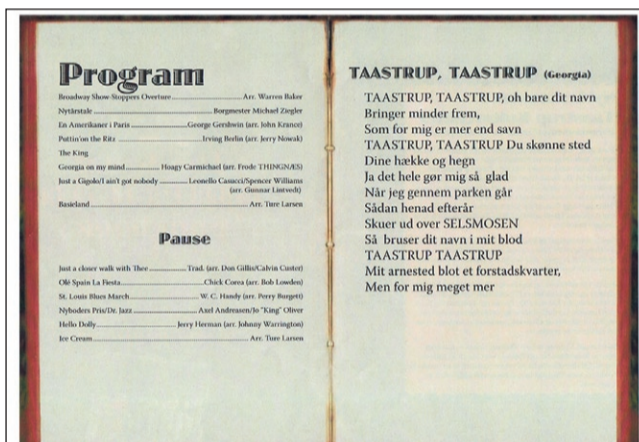 Program
Broadway Show-Stoppers Overture Arr. Warren Baker
Nytårstale Borgmester Michael Ziegler
En Amerikaner i Paris George Gershwin (arr. John Krance)
Puttin'on the Ritz Irving Berlin (arr. Jerry Nowak)
The King
Georgia on my mind Hoagy Carmichael (arr. Frode THINGNÆS)
Just a Gigolo/I ain't got nobody Leonello Casucci/Spencer Williams
(arr. Gunnar Listvedt)
Basieland Arr. Ture Larsen
Pause
Just a closer walk with Thee Trad. (arr. Don Gillis/Calvin Custer)
Olé Spain La Fiesta Chick Corea (arr. Bob Lowden)
St. Louis Blues March W. C. Handy (arr. Perry Burgett)
Nyboders Pris/Dr. Jazz Axel Andreasen/Jo "King" Oliver
Hello Dolly Jerry Herman (arr. Johnny Warrington)
Ice Cream Arr. Ture Larsen
TAASTRUP, TAASTRUP (Georgia)
TAASTRUP, TAASTRUP, oh bare dit navn
Bringer minder frem,
Som for mig er mer end savn
TAASTRUP, TAASTRUP Du skønne sted
Dine hække og hegn
Ja det hele gør mig så glad
Når jeg gennem parken går
Sådan henad efterår
Skuer ud over SELSMOSEN
Så bruser dit navn i mit blod
TAASTRUP TAASTRUP
Mit arnested blot et forstadskvarter,
Men for mig meget mer